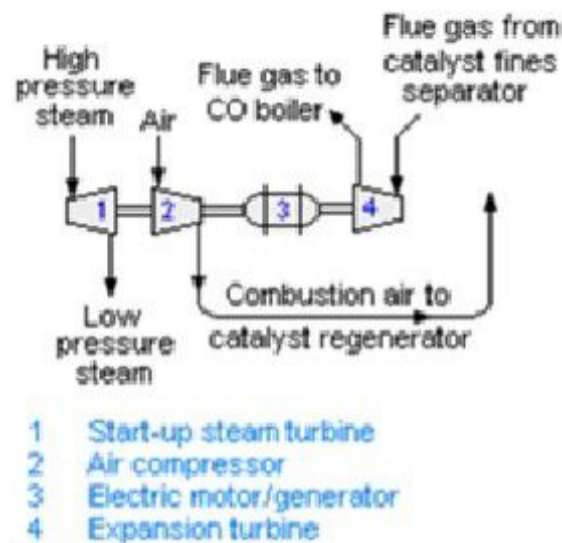 High
pressure
steam
Air
Flue gas to
CO boiler
Flue gas from
catalyst fines
separator
1
2
3
4
Low
pressure
steam
Combustion air to
catalyst regenerator
1 Start-up steam turbine
2 Air compressor
3 Electric motor/generator
4 Expansion turbine